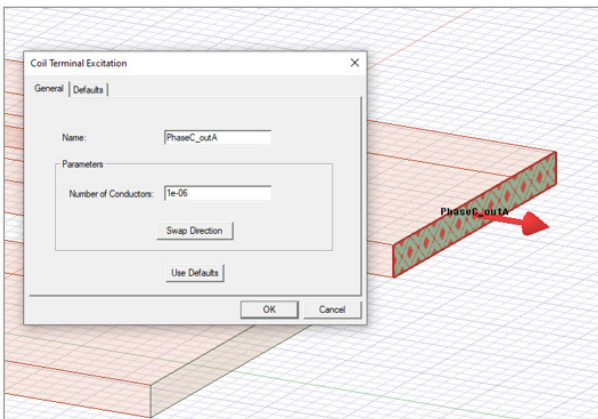 Coil Terminal Excitation
General Defaults
Name: PhaseC_outA
Parameters
Number of Conductors: 1e-06
Swap Direction
Use Defaults
OK Cancel
PhaseC_outA